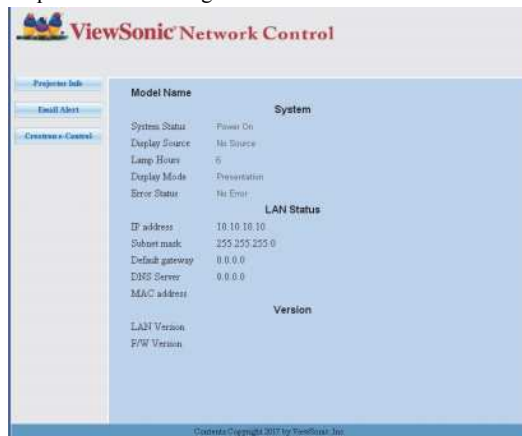 ViewSonic Network Control
Projector Info
Email Alert
Crestron e-Control
Model Name
System
System Status Power On
Display Source No Source
Lamp Hours 6
Display Mode Presentation
Error Status No Error
LAN Status
IP address 10.10.10.10
Subnet mask 255.255.255.0
Default gateway 0.0.0.0
DNS Server 0.0.0.0
MAC address
Version
LAN Version
F/W Version
Contents Copyright 2017 by ViewSonic Inc